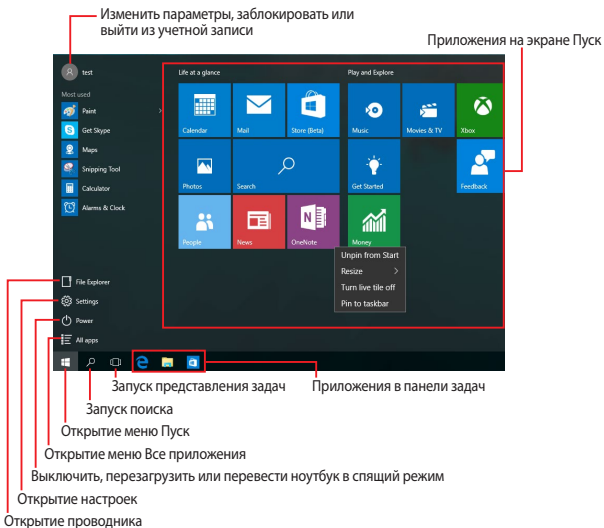 Изменить параметры, заблокировать или
выйти из учетной записи
Приложения на экране Пуск
test
Life at a glance
Play and Explore
Most used
Paint
Get Skype
Maps
Snipping Tool
Calculator
Alarms & Clock
Calendar
Mail
Store (Beta)
Music
Movies & TV
Xbox
Photos
Search
Get Started
Feedback
People
News
OneNote
Money
Unpin from Start
Resize
Turn live tile off
Pin to taskbar
File Explorer
Settings
Power
All apps
Запуск представления задач
Приложения в панели задач
Запуск поиска
Открытие меню Пуск
Открытие меню Все приложения
Выключить, перезагрузить или перевести ноутбук в спящий режим
Открытие настроек
Открытие проводника